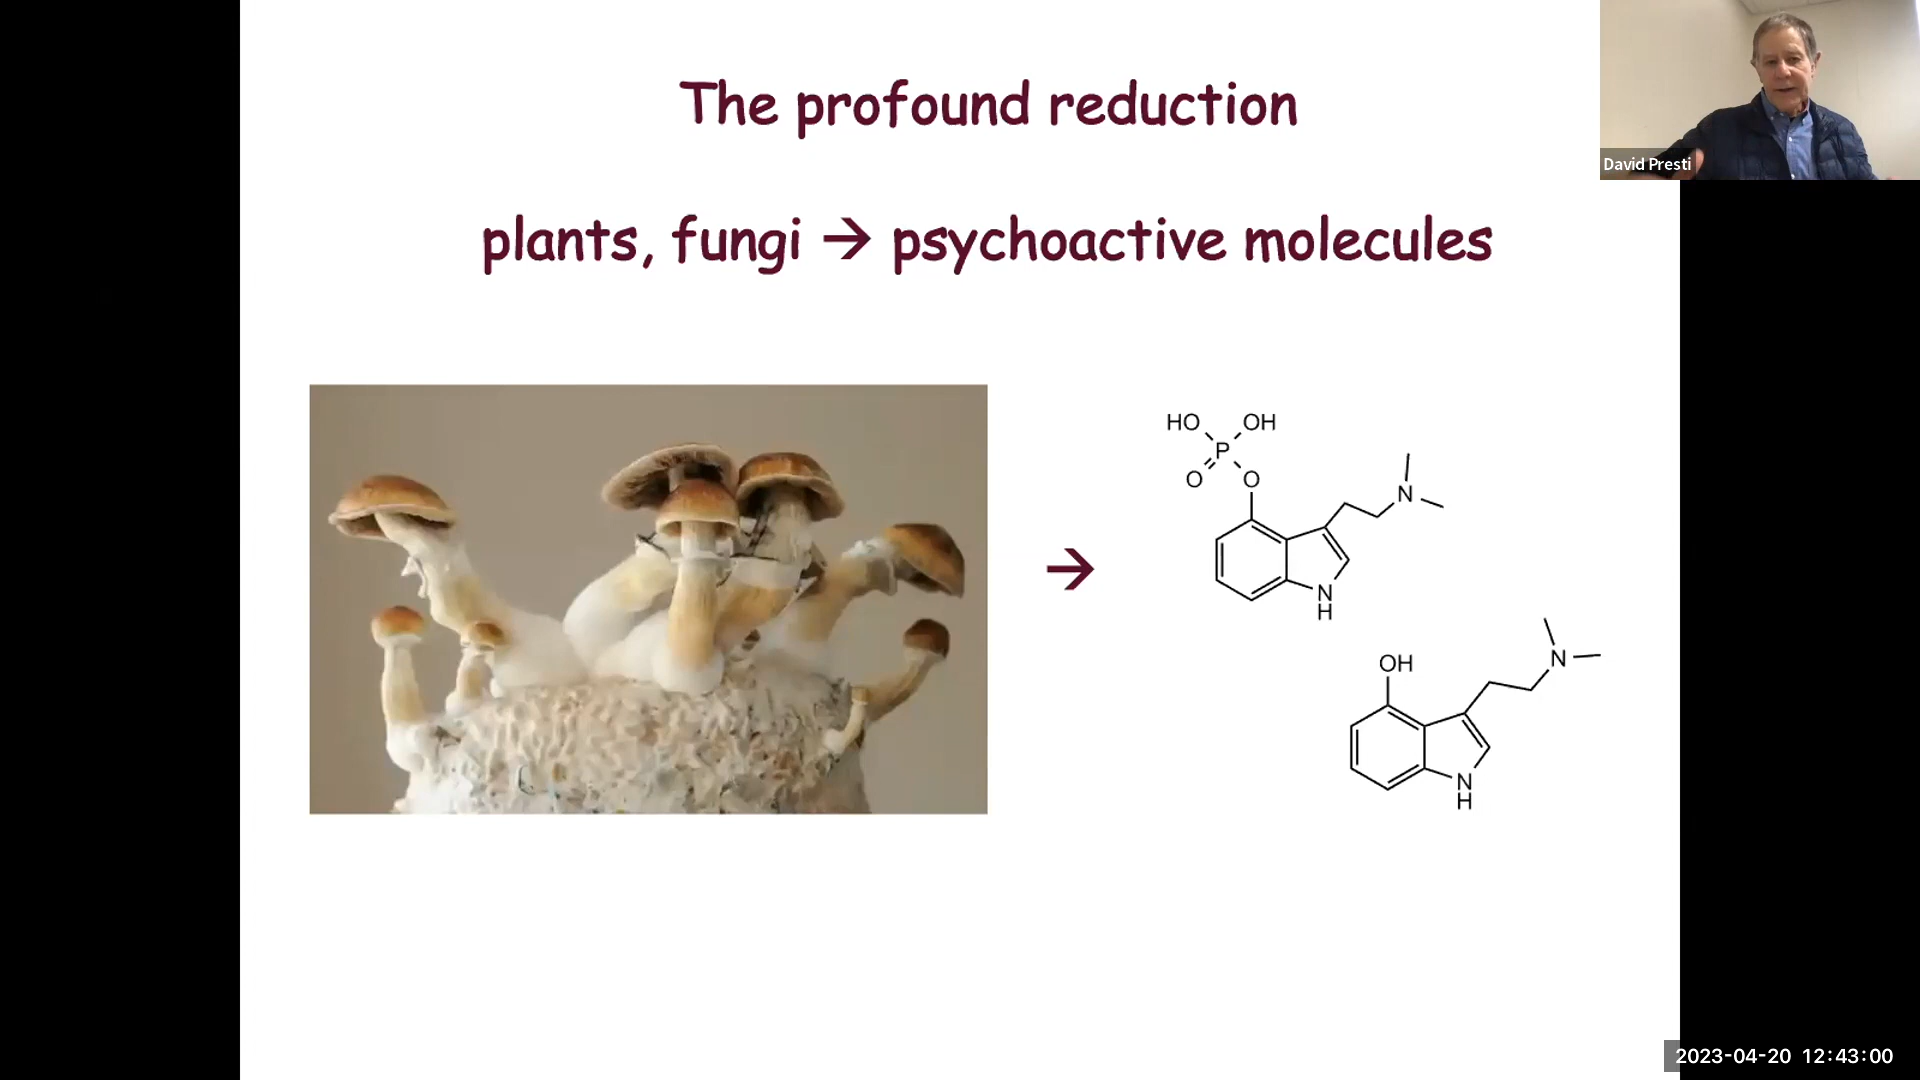 The profound reduction
David Presti
plants, fungi → psychoactive molecules
HO OH
P
O O
N
N
H
→
OH
N
N
H
2023-04-20 12:43:00